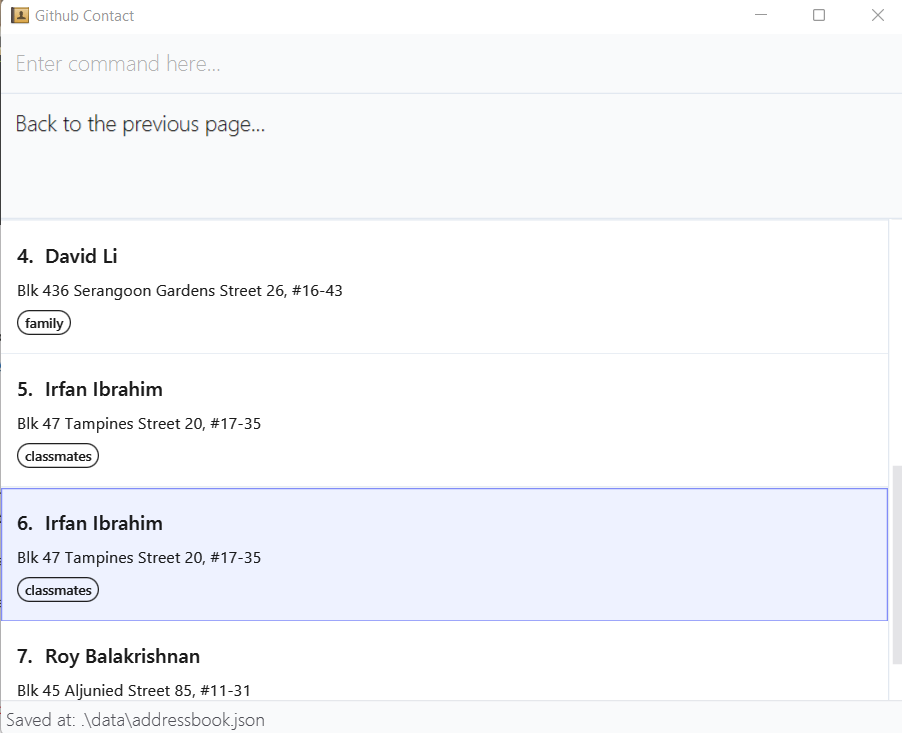 Github Contact
Enter command here...
Back to the previous page...
4. David Li
Blk 436 Serangoon Gardens Street 26, #16-43
family
5. Irfan Ibrahim
Blk 47 Tampines Street 20, #17-35
classmates
6. Irfan Ibrahim
Blk 47 Tampines Street 20, #17-35
classmates
7. Roy Balakrishnan
Blk 45 Aljunied Street 85, #11-31
Saved at: .\data\addressbook.json